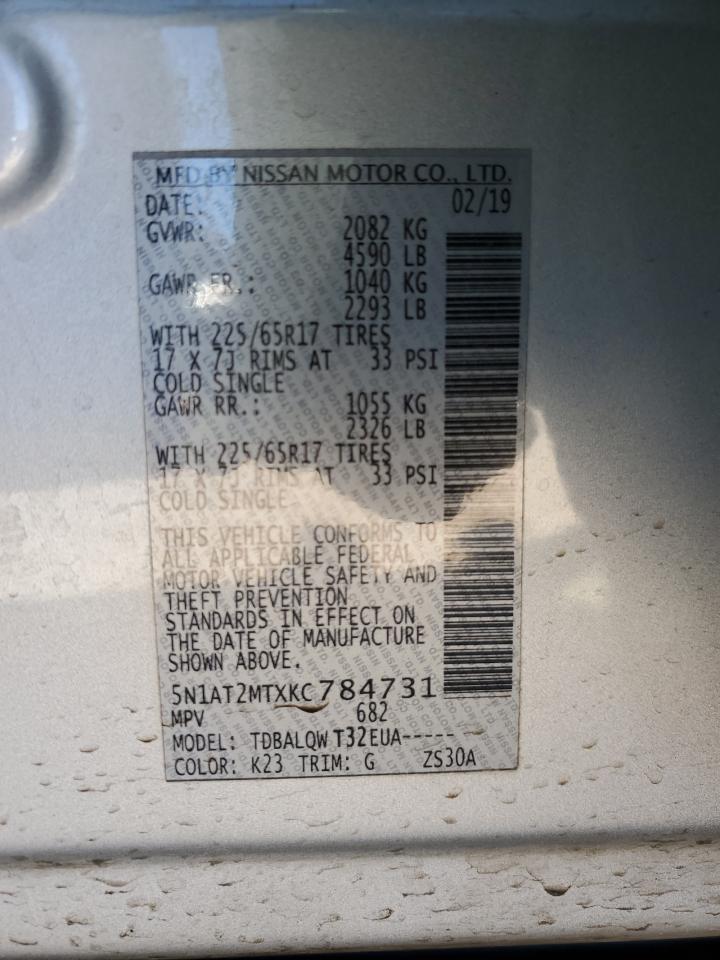 MFD BY NISSAN MOTOR CO., LTD.
DATE: 02/19
GVWR: 2082 KG
4590 LB
GAWR FR.: 1040 KG
2293 LB
WITH 225/65R17 TIRES
17 X 7J RIMS AT 33 PSI
COLD SINGLE
GAWR RR.: 1055 KG
2326 LB
WITH 225/65R17 TIRES
17 X 7J RIMS AT 33 PSI
COLD SINGLE
THIS VEHICLE CONFORMS TO
ALL APPLICABLE FEDERAL
MOTOR VEHICLE SAFETY AND
THEFT PREVENTION
STANDARDS IN EFFECT ON
THE DATE OF MANUFACTURE
SHOWN ABOVE.
5N1AT2MTXKC784731
MPV 682
MODEL: TDBALQW T32EUA-----
COLOR: K23 TRIM: G ZS30A